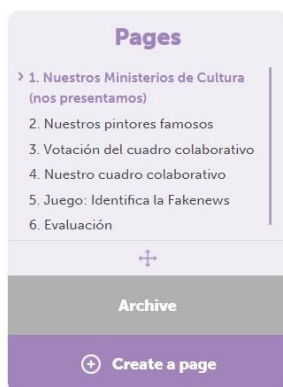 Pages
1. Nuestros Ministerios de Cultura
(nos presentamos)
2. Nuestros pintores famosos
3. Votación del cuadro colaborativo
4. Nuestro cuadro colaborativo
5. Juego: Identifica la Fakenews
6. Evaluación
Archive
Create a page